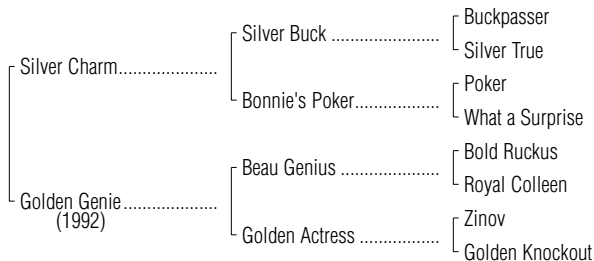 Buckpasser
Silver Buck ....................
Silver True
Silver Charm....................
Poker
Bonnie's Poker.................
What a Surprise
Bold Ruckus
Beau Genius ..................
Royal Colleen
Golden Genie...................
(1992)
Zinov
Golden Actress ...............
Golden Knockout